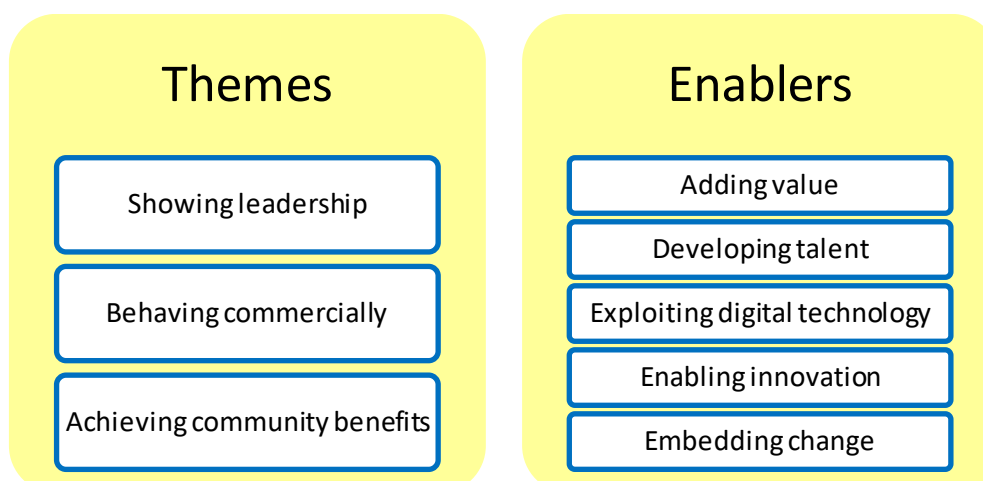 Themes
Showing leadership
Behaving commercially
Achieving community benefits
Enablers
Adding value
Developing talent
Exploiting digital technology
Enabling innovation
Embedding change